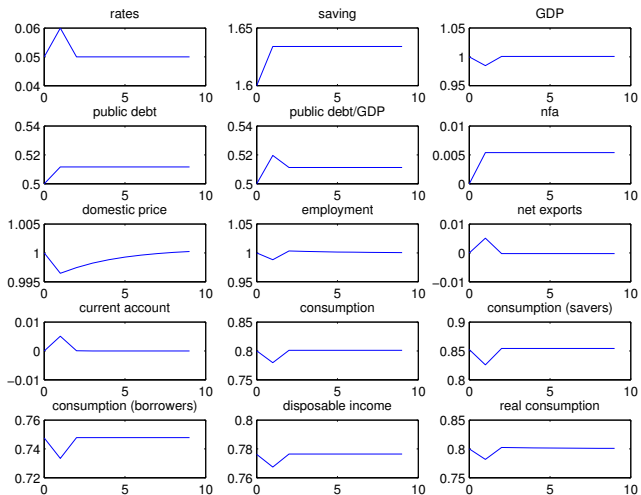 rates saving GDP
0.06 1.65 1.05
0.05 1
0.04 1.6 0.95
0 5 10 0 5 10 0 5 10
public debt public debt/GDP nfa
0.54 0.54 0.01
0.52 0.52 0.005
0.5 0.5 0
0 5 10 0 5 10 0 5 10
domestic price employment net exports
1.005 1.05 0.01
1 1 0
0.995 0.95 −0.01
0 5 10 0 5 10 0 5 10
current account consumption consumption (savers)
0.01 0.85 0.9
0 0.8 0.85
−0.01 0.75 0.8
0 5 10 0 5 10 0 5 10
consumption (borrowers) disposable income real consumption
0.76 0.8 0.85
0.74 0.78 0.8
0.72 0.76 0.75
0 5 10 0 5 10 0 5 10